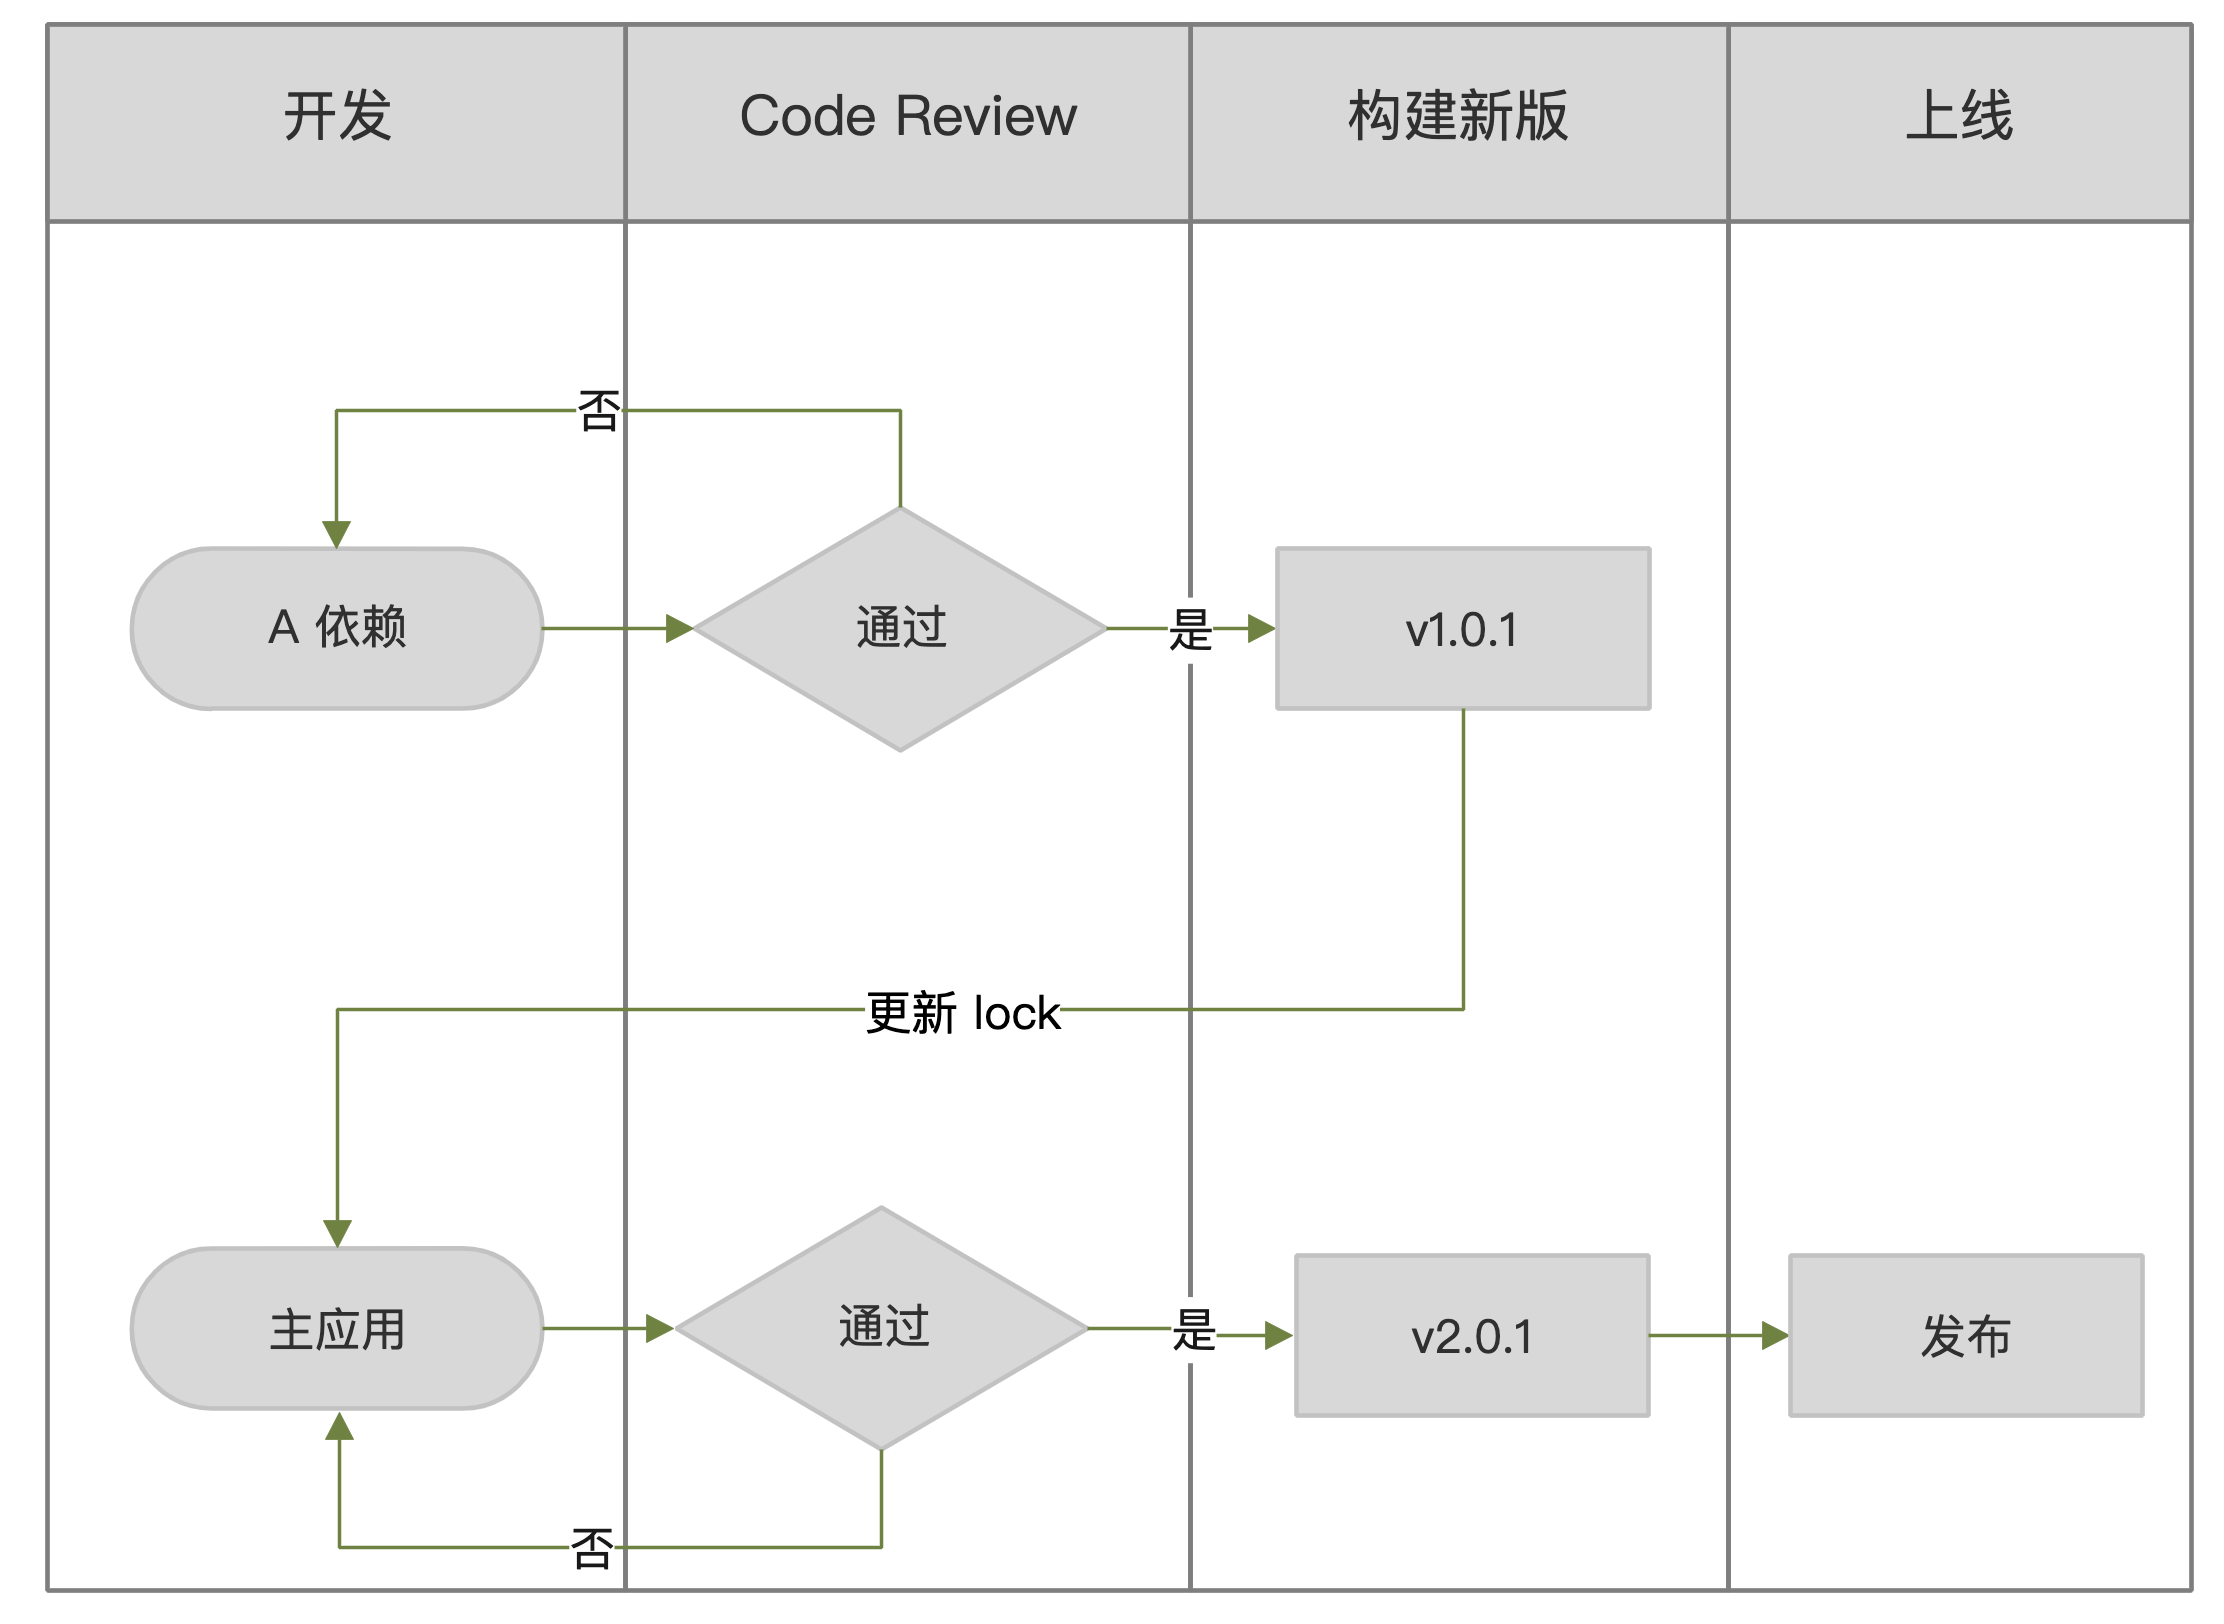 开发
Code Review
构建新版
上线
否
A 依赖
通过
是
v1.0.1
更新 lock
主应用
通过
是
v2.0.1
发布
否